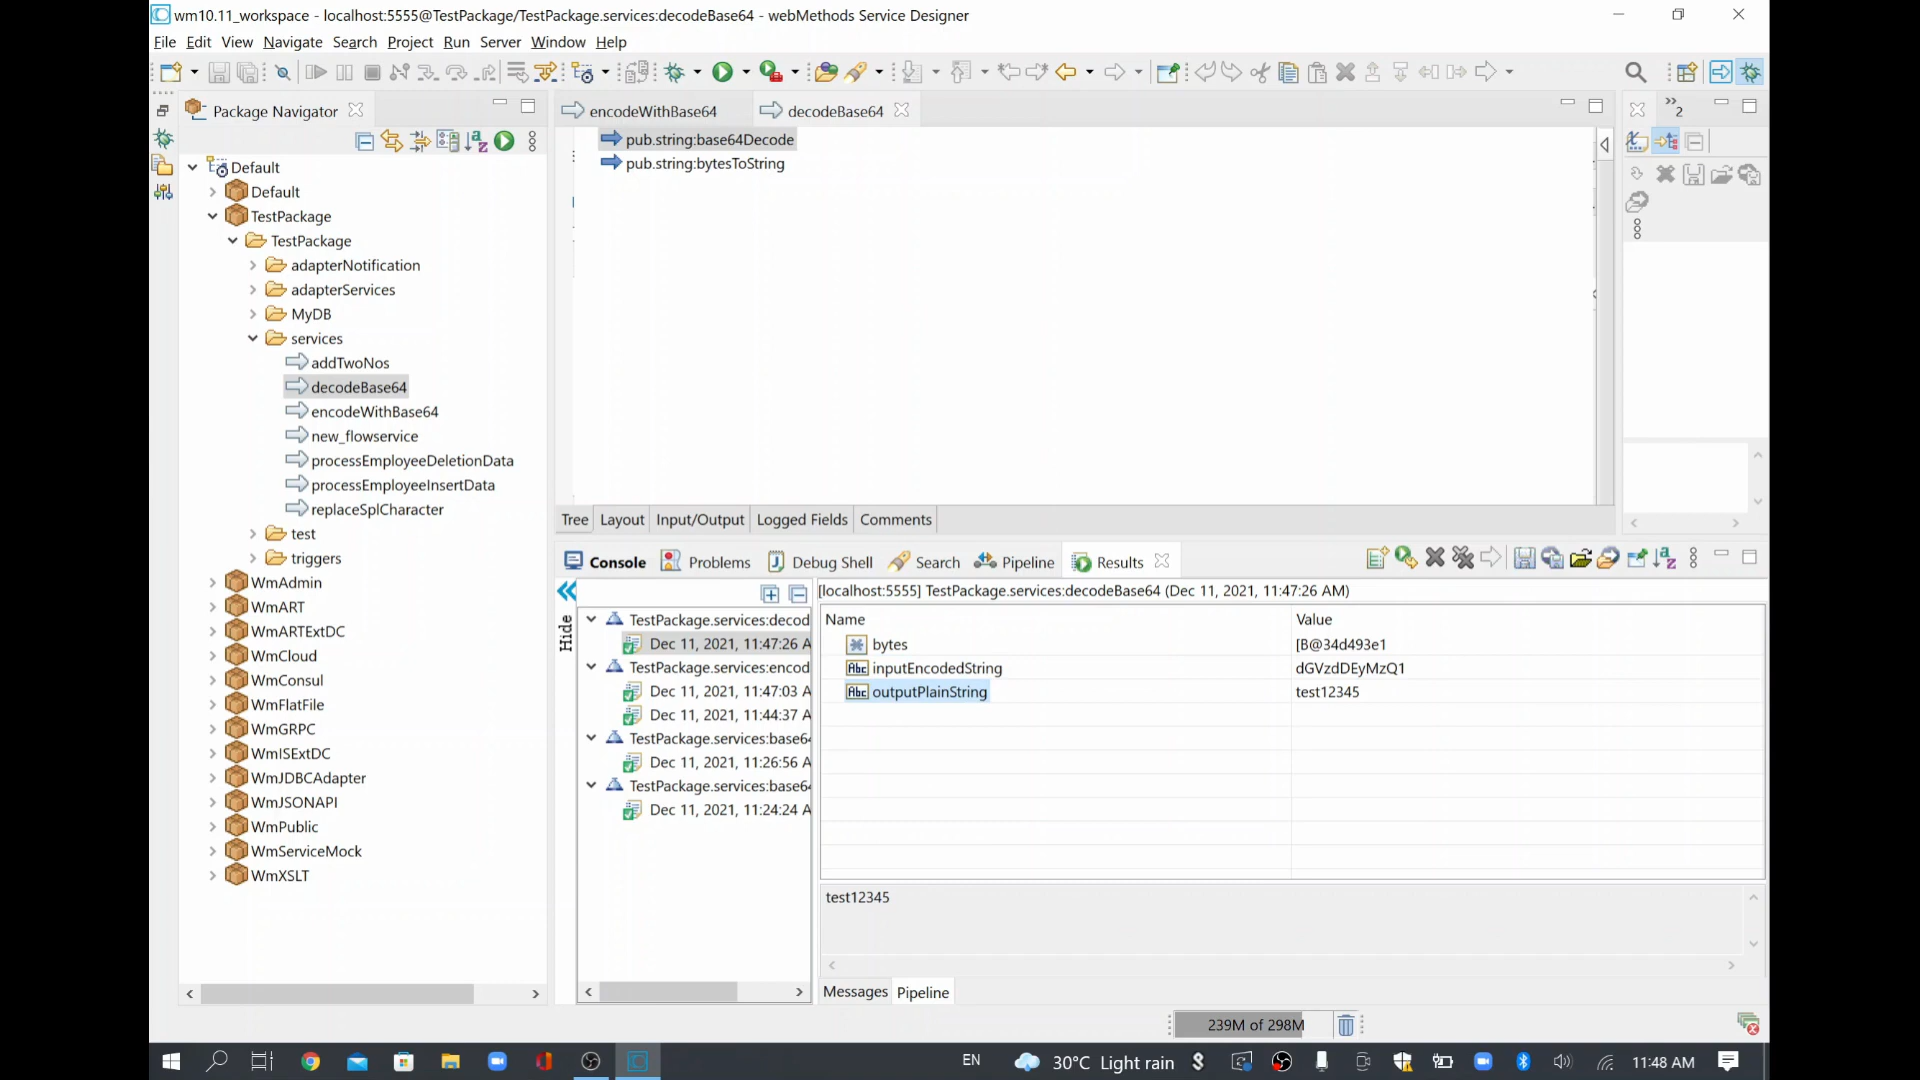 wm10.11_workspace - localhost:5555@TestPackage/TestPackage.services:decodeBase64 - webMethods Service Designer
File Edit View Navigate Search Project Run Server Window Help
Package Navigator
Default
Default
TestPackage
TestPackage
adapterNotification
adapterServices
MyDB
services
addTwoNos
decodeBase64
encodeWithBase64
new_flowservice
processEmployeeDeletionData
processEmployeeInsertData
replaceSplCharacter
test
triggers
WmAdmin
WmART
WmARTExtDC
WmCloud
WmConsul
WmFlatFile
WmGRPC
WmISExtDC
WmJDBCAdapter
WmJSONAPI
WmPublic
WmServiceMock
WmXSLT
encodeWithBase64 decodeBase64
pub.string:base64Decode
pub.string:bytesToString
2
Tree Layout Input/Output Logged Fields Comments
Console Problems Debug Shell Search Pipeline Results
Hide
TestPackage.services:decod
Dec 11, 2021, 11:47:26 A
TestPackage.services:encod
Dec 11, 2021, 11:47:03 A
Dec 11, 2021, 11:44:37 A
TestPackage.services:base64
Dec 11, 2021, 11:26:56 A
TestPackage.services:base64
Dec 11, 2021, 11:24:24 A
[localhost:5555] TestPackage.services:decodeBase64 (Dec 11, 2021, 11:47:26 AM)
Name Value
bytes [B@34d493e1
Abc inputEncodedString dGVzdDEyMzQ1
Abc outputPlainString test12345
test12345
Messages Pipeline
239M of 298M
EN 30°C Light rain 11:48 AM